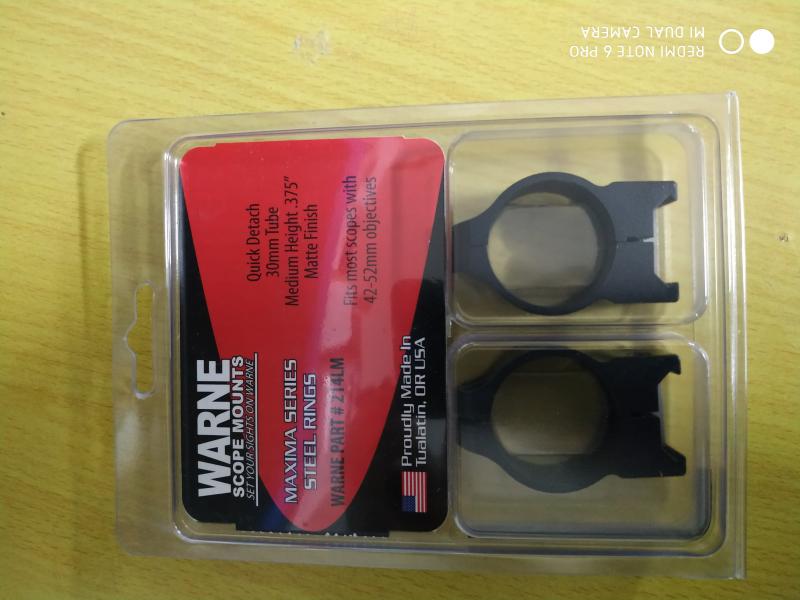 WARNE
SCOPE MOUNTS
SET YOUR SIGHTS ON WARNE
MAXIMA SERIES
STEEL RINGS
WARNE PART # 214LM
Quick Detach
30mm Tube
Medium Height .375"
Matte Finish
Fits most scopes with
42-52mm objectives
Proudly Made In
Tualatin, OR USA
REDMI NOTE 6 PRO
MI DUAL CAMERA